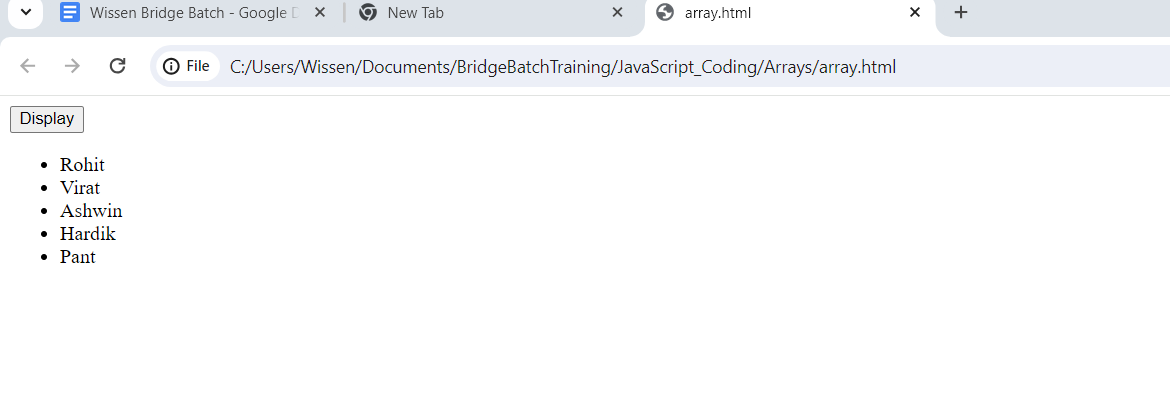 Wissen Bridge Batch - Google New Tab array.html
File C:/Users/Wissen/Documents/BridgeBatchTraining/JavaScript_Coding/Arrays/array.html
Display
Rohit
Virat
Ashwin
Hardik
Pant